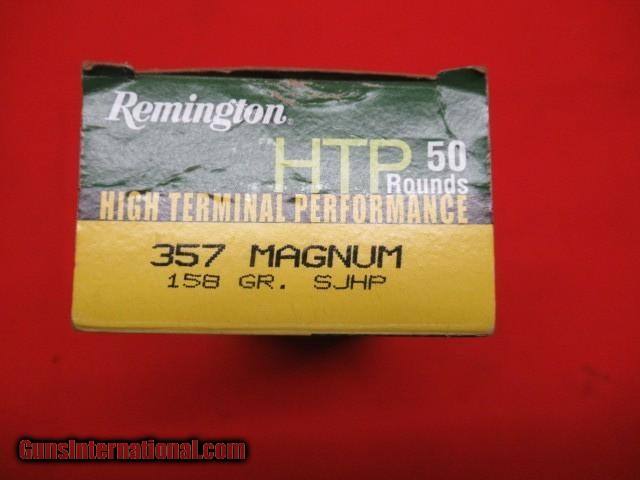 Remington
HTP 50
Rounds
HIGH TERMINAL PERFORMANCE
357 MAGNUM
158 GR. SJHP
GunsInternational.com